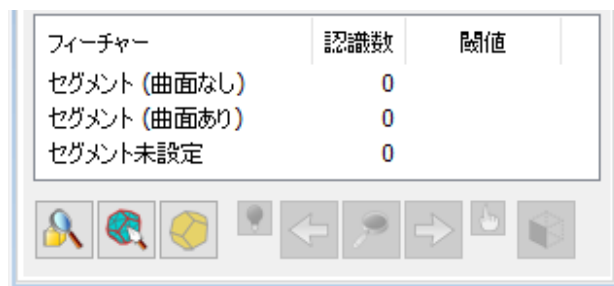 フィーチャー 認識数 閾値
セグメント (曲面なし) 0
セグメント (曲面あり) 0
セグメント未設定 0